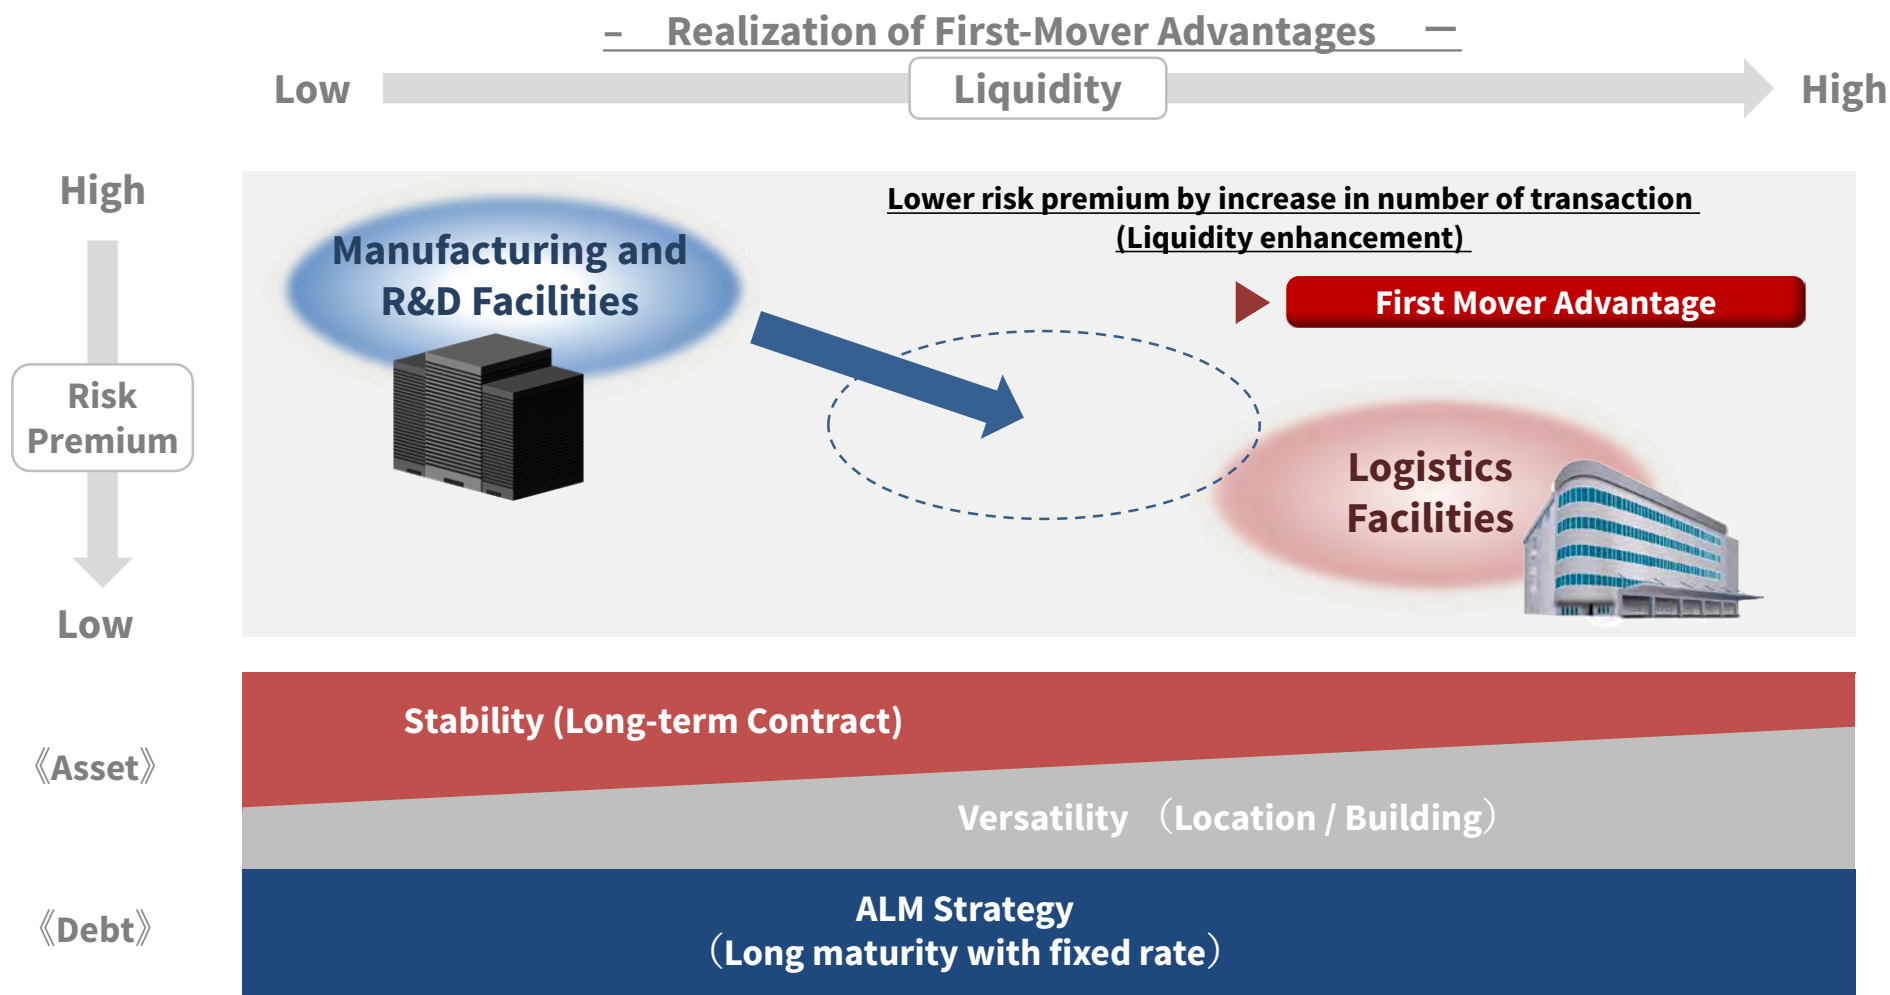 – Realization of First-Mover Advantages —
Low
Liquidity
High
High
Risk
Premium
Low
Manufacturing and
R&D Facilities
Lower risk premium by increase in number of transaction
(Liquidity enhancement)
First Mover Advantage
Logistics
Facilities
《Asset》
Stability (Long-term Contract)
Versatility （Location / Building）
《Debt》
ALM Strategy
（Long maturity with fixed rate）